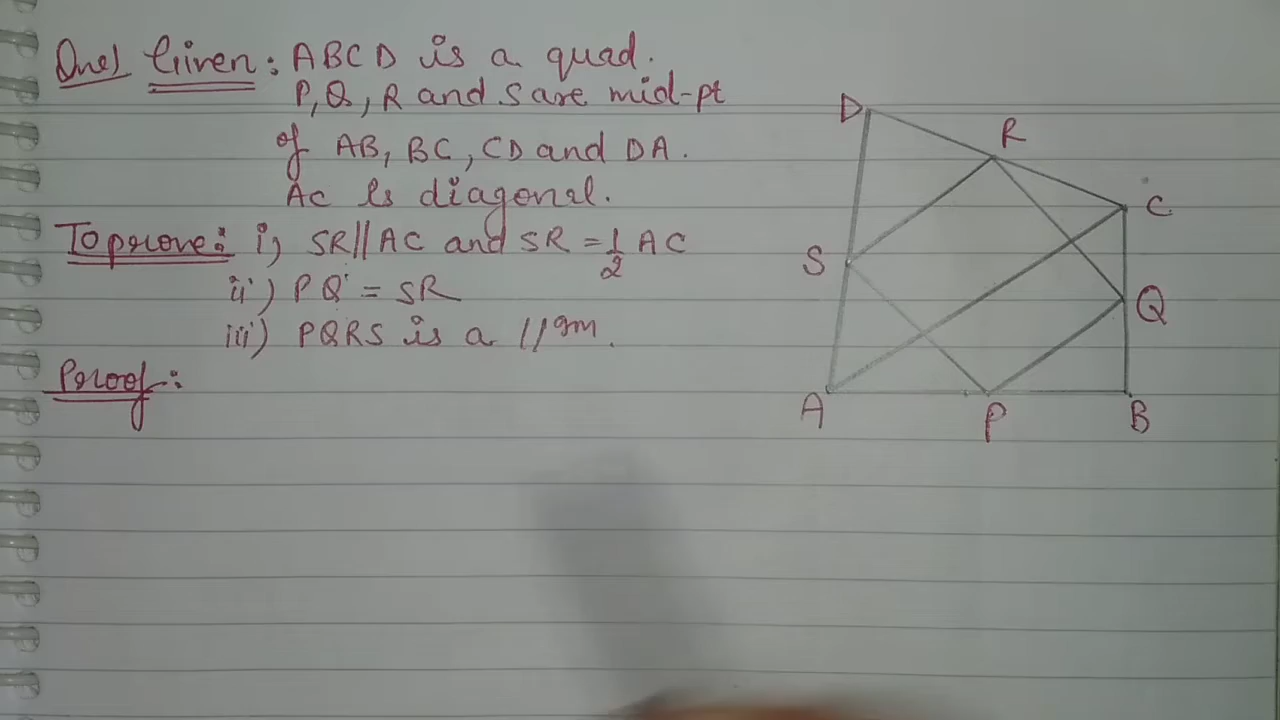 Que1 Given: ABCD is a quad.
P, Q, R and S are mid-pt
of AB, BC, CD and DA.
AC is diagonal.
To prove: i) SR||AC and SR = 1/2 AC
ii) PQ = SR
iii) PQRS is a ||gm.
Proof:
D
R
C
S
Q
A
P
B